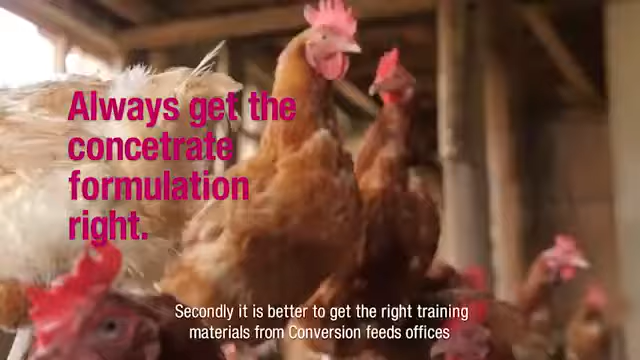 Always get the
concetrate
formulation
right.
Secondly it is better to get the right training
materials from Conversion feeds offices